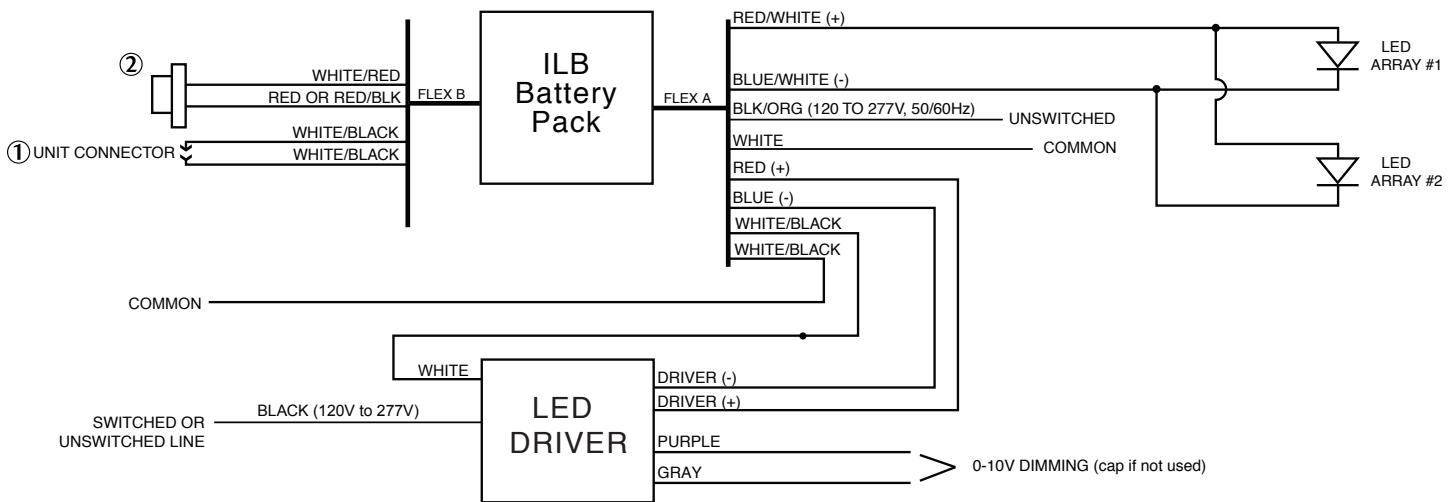 ②
WHITE/RED
RED OR RED/BLK
WHITE/BLACK
① UNIT CONNECTOR
WHITE/BLACK
FLEX B
ILB
Battery
Pack
FLEX A
RED/WHITE (+)
BLUE/WHITE (-)
BLK/ORG (120 TO 277V, 50/60Hz)
UNSWITCHED
WHITE
COMMON
RED (+)
BLUE (-)
WHITE/BLACK
WHITE/BLACK
LED
ARRAY #1
LED
ARRAY #2
COMMON
WHITE
BLACK (120V to 277V)
SWITCHED OR
UNSWITCHED LINE
LED
DRIVER
DRIVER (-)
DRIVER (+)
PURPLE
GRAY
0-10V DIMMING (cap if not used)